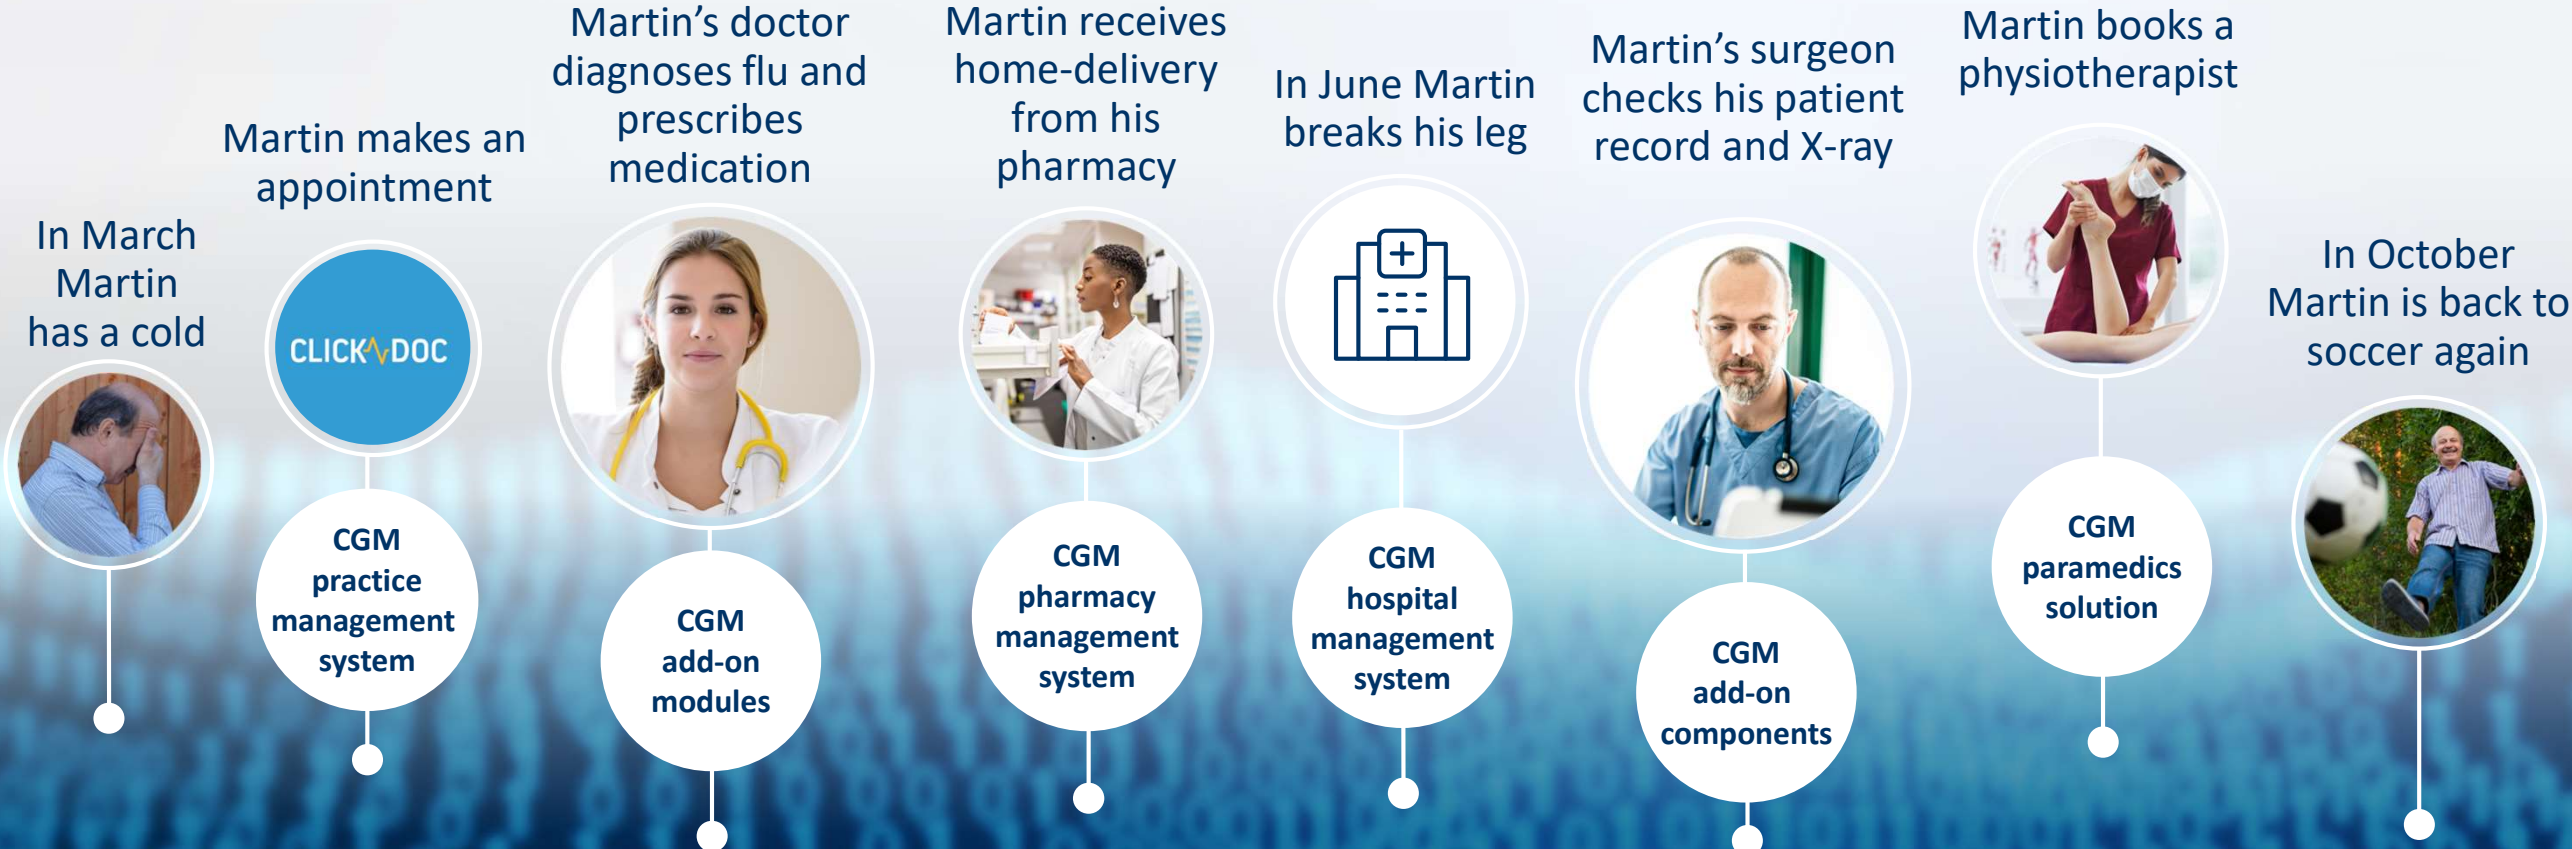 In March
Martin
has a cold
Martin makes an
appointment
CLICK DOC
CGM
practice
management
system
Martin’s doctor
diagnoses flu and
prescribes
medication
CGM
add-on
modules
Martin receives
home-delivery
from his
pharmacy
CGM
pharmacy
management
system
In June Martin
breaks his leg
CGM
hospital
management
system
Martin’s surgeon
checks his patient
record and X-ray
CGM
add-on
components
Martin books a
physiotherapist
CGM
paramedics
solution
In October
Martin is back to
soccer again